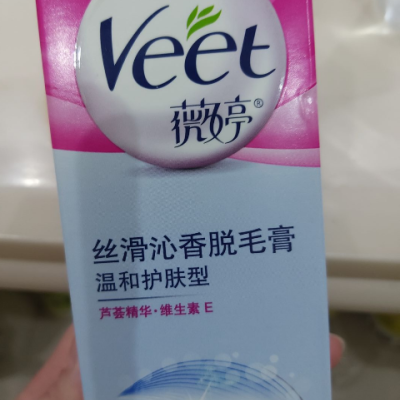 Veet
薇婷®
丝滑沁香脱毛膏
温和护肤型
芦荟精华·维生素 E